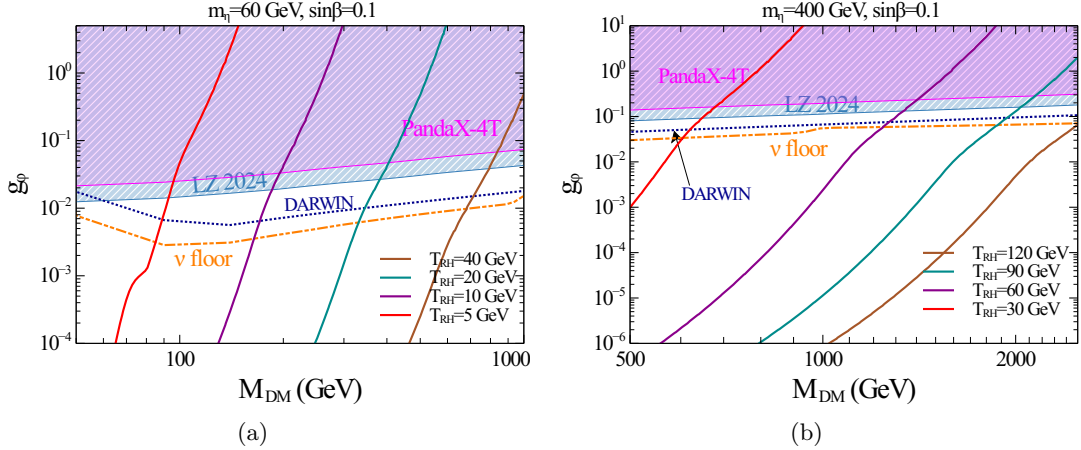 m_η=60 GeV, sinβ=0.1
10^0
10^-1
10^-2
10^-3
10^-4
g_φ
PandaX-4T
LZ 2024
DARWIN
ν floor
T_RH=40 GeV
T_RH=20 GeV
T_RH=10 GeV
T_RH=5 GeV
100
1000
M_DM (GeV)
(a)
m_η=400 GeV, sinβ=0.1
10^1
10^0
10^-1
10^-2
10^-3
10^-4
10^-5
10^-6
g_φ
PandaX-4T
LZ 2024
ν floor
DARWIN
T_RH=120 GeV
T_RH=90 GeV
T_RH=60 GeV
T_RH=30 GeV
500
1000
2000
M_DM (GeV)
(b)